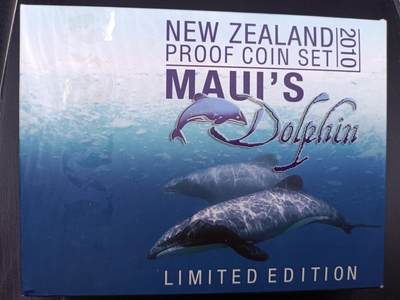 NEW ZEALAND
PROOF COIN SET
2010
MAUI'S
Dolphin
LIMITED EDITION